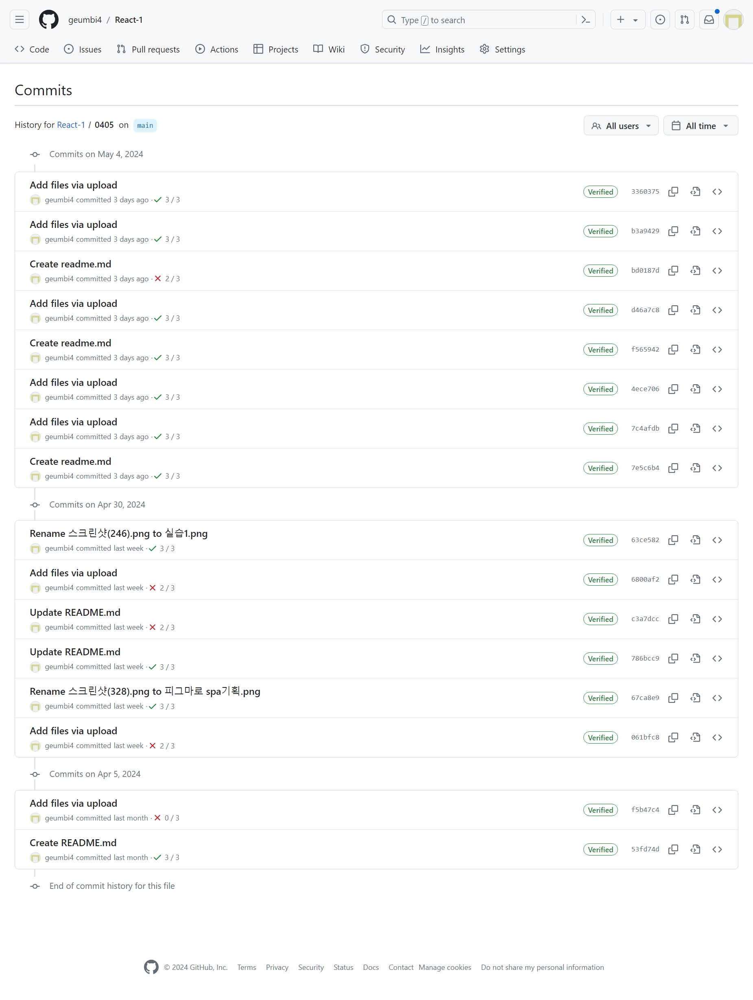 geumbi4 / React-1
Type / to search
Code Issues Pull requests Actions Projects Wiki Security Insights Settings
Commits
History for React-1 / 0405 on main
All users All time
Commits on May 4, 2024
Add files via upload
geumbi4 committed 3 days ago · 3 / 3
Verified 3360375
Add files via upload
geumbi4 committed 3 days ago · 3 / 3
Verified b3a9429
Create readme.md
geumbi4 committed 3 days ago · 2 / 3
Verified bd0187d
Add files via upload
geumbi4 committed 3 days ago · 3 / 3
Verified d46a7c8
Create readme.md
geumbi4 committed 3 days ago · 3 / 3
Verified f565942
Add files via upload
geumbi4 committed 3 days ago · 3 / 3
Verified 4ece706
Add files via upload
geumbi4 committed 3 days ago · 3 / 3
Verified 7c4afdb
Create readme.md
geumbi4 committed 3 days ago · 3 / 3
Verified 7e5c6b4
Commits on Apr 30, 2024
Rename 스크린샷(246).png to 실습1.png
geumbi4 committed last week · 3 / 3
Verified 63ce582
Add files via upload
geumbi4 committed last week · 2 / 3
Verified 6800af2
Update README.md
geumbi4 committed last week · 2 / 3
Verified c3a7dcc
Update README.md
geumbi4 committed last week · 3 / 3
Verified 786bcc9
Rename 스크린샷(328).png to 피그마로 spa기획.png
geumbi4 committed last week · 3 / 3
Verified 67ca8e9
Add files via upload
geumbi4 committed last week · 2 / 3
Verified 061bfc8
Commits on Apr 5, 2024
Add files via upload
geumbi4 committed last month · 0 / 3
Verified f5b47c4
Create README.md
geumbi4 committed last month · 3 / 3
Verified 53fd74d
End of commit history for this file
© 2024 GitHub, Inc. Terms Privacy Security Status Docs Contact Manage cookies Do not share my personal information